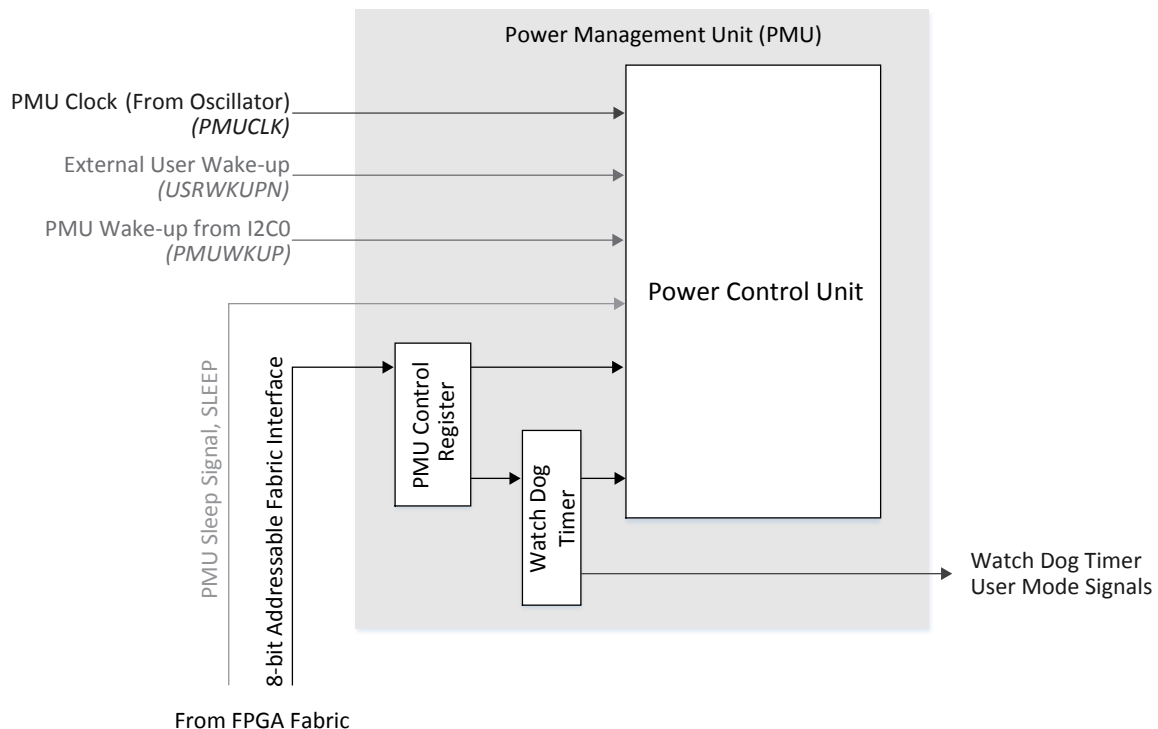 Power Management Unit (PMU)
PMU Clock (From Oscillator)
(PMUCLK)
External User Wake-up
(USRWKUPN)
PMU Wake-up from I2C0
(PMUWKUP)
Power Control Unit
PMU Sleep Signal, SLEEP
8-bit Addressable Fabric Interface
PMU Control
Register
Watch Dog
Timer
Watch Dog Timer
User Mode Signals
From FPGA Fabric